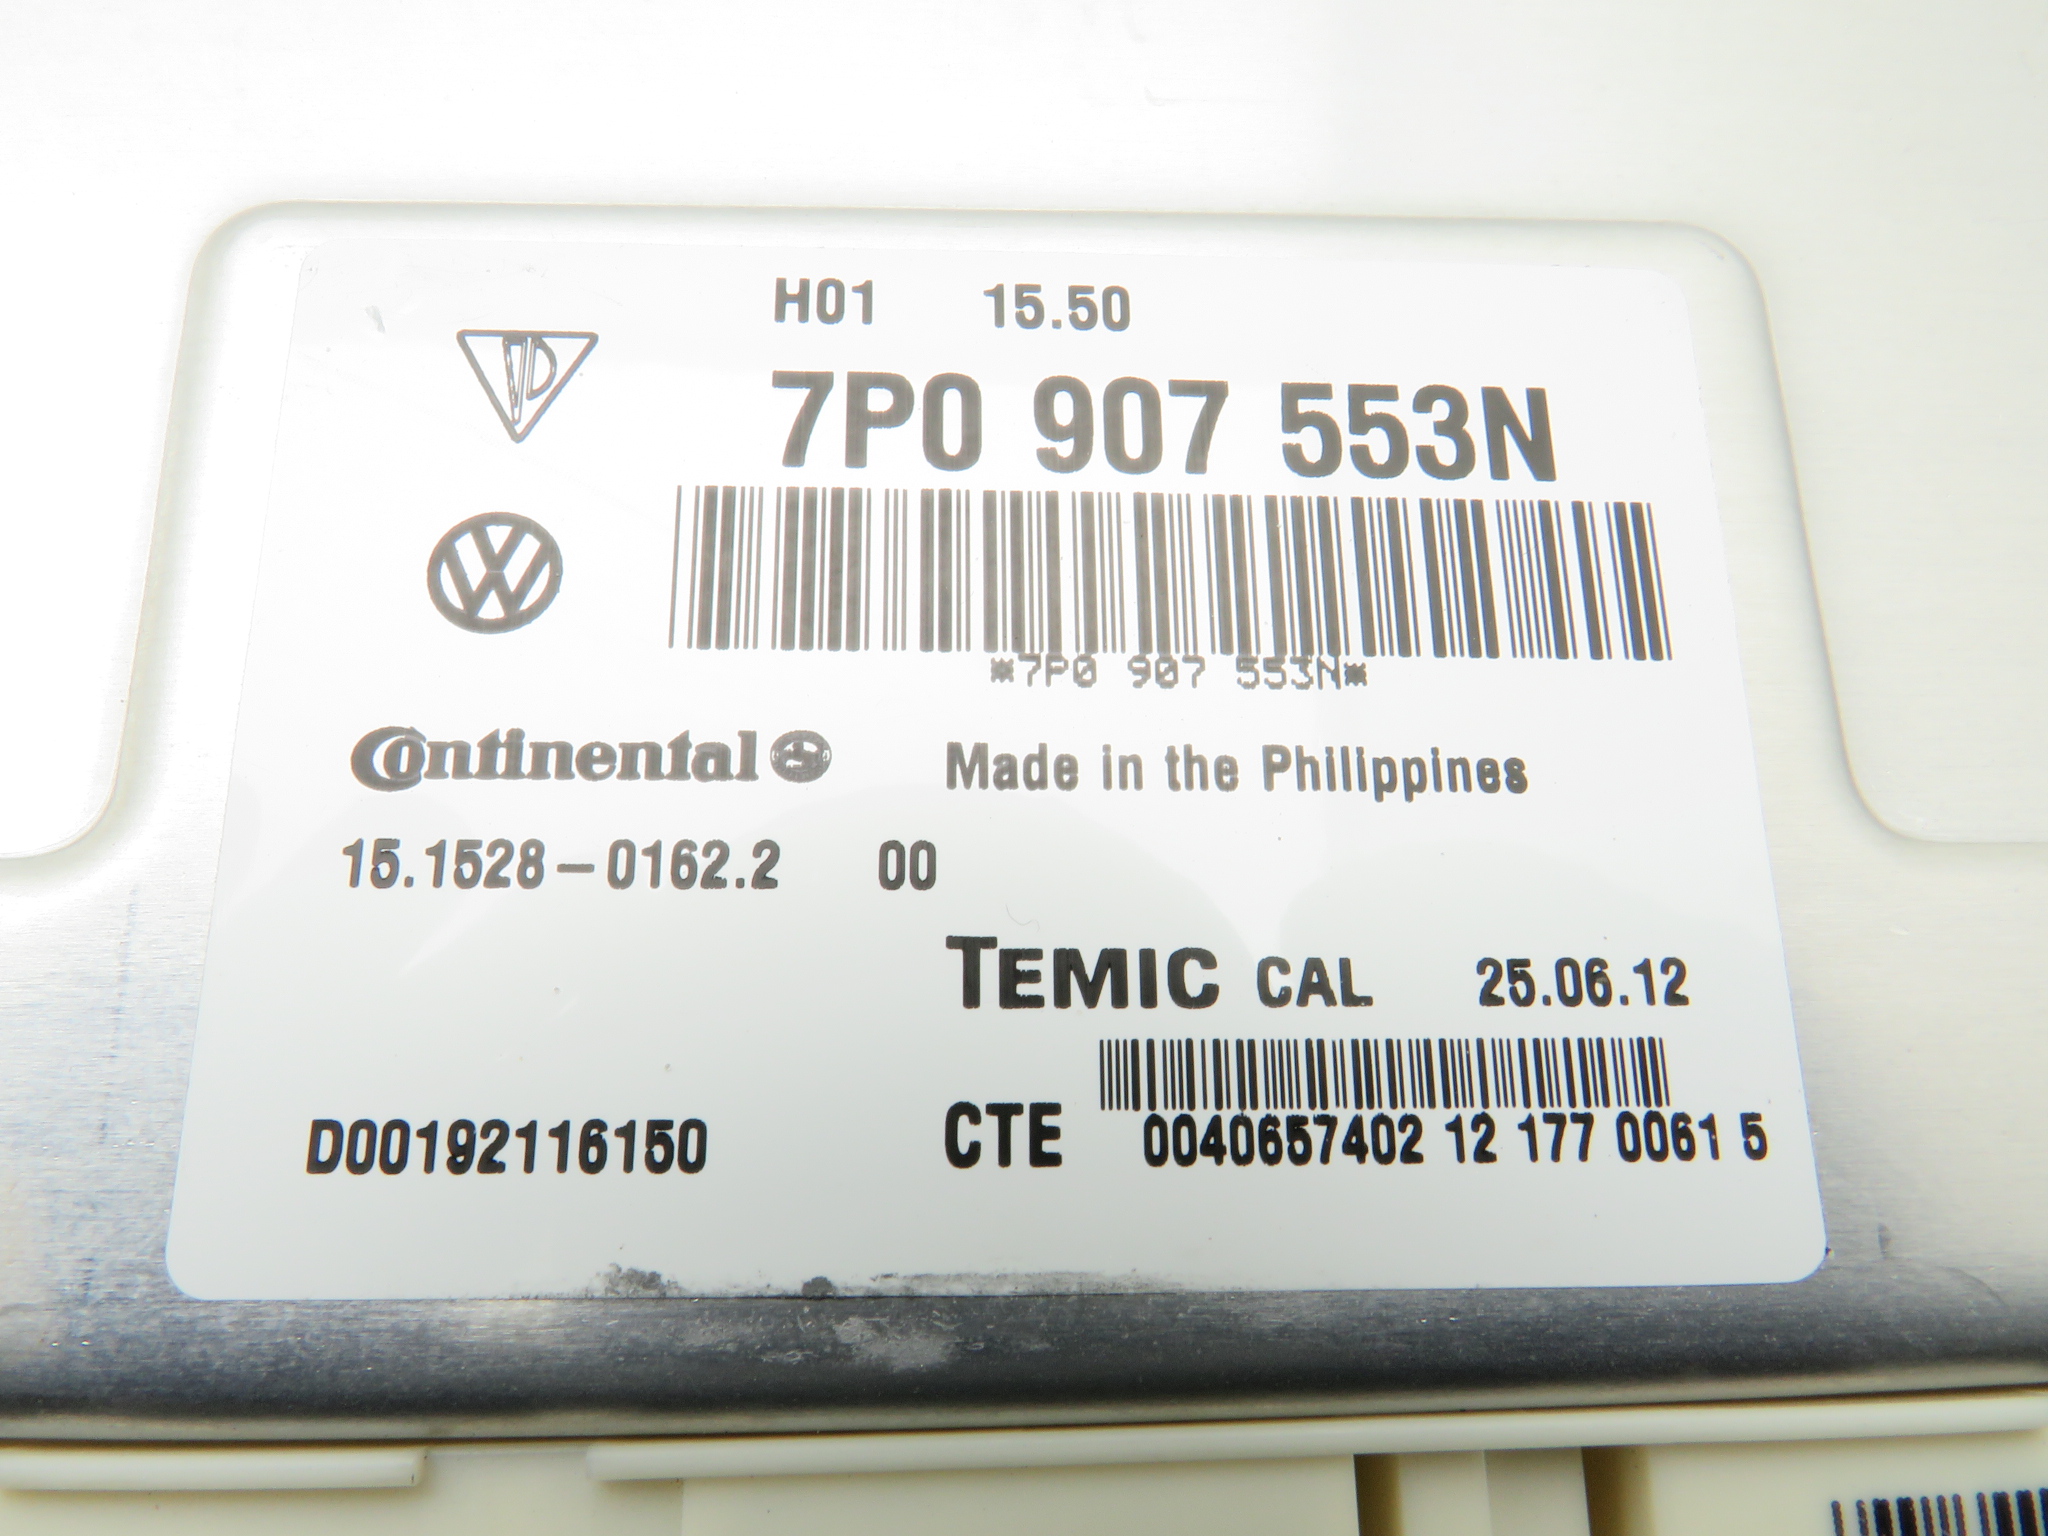 H01 15.50
7P0 907 553N
*7P0 907 553N*
Continental Made in the Philippines
15.1528-0162.2 00
TEMIC CAL 25.06.12
D00192116150 CTE 0040657402 12 177 0061 5